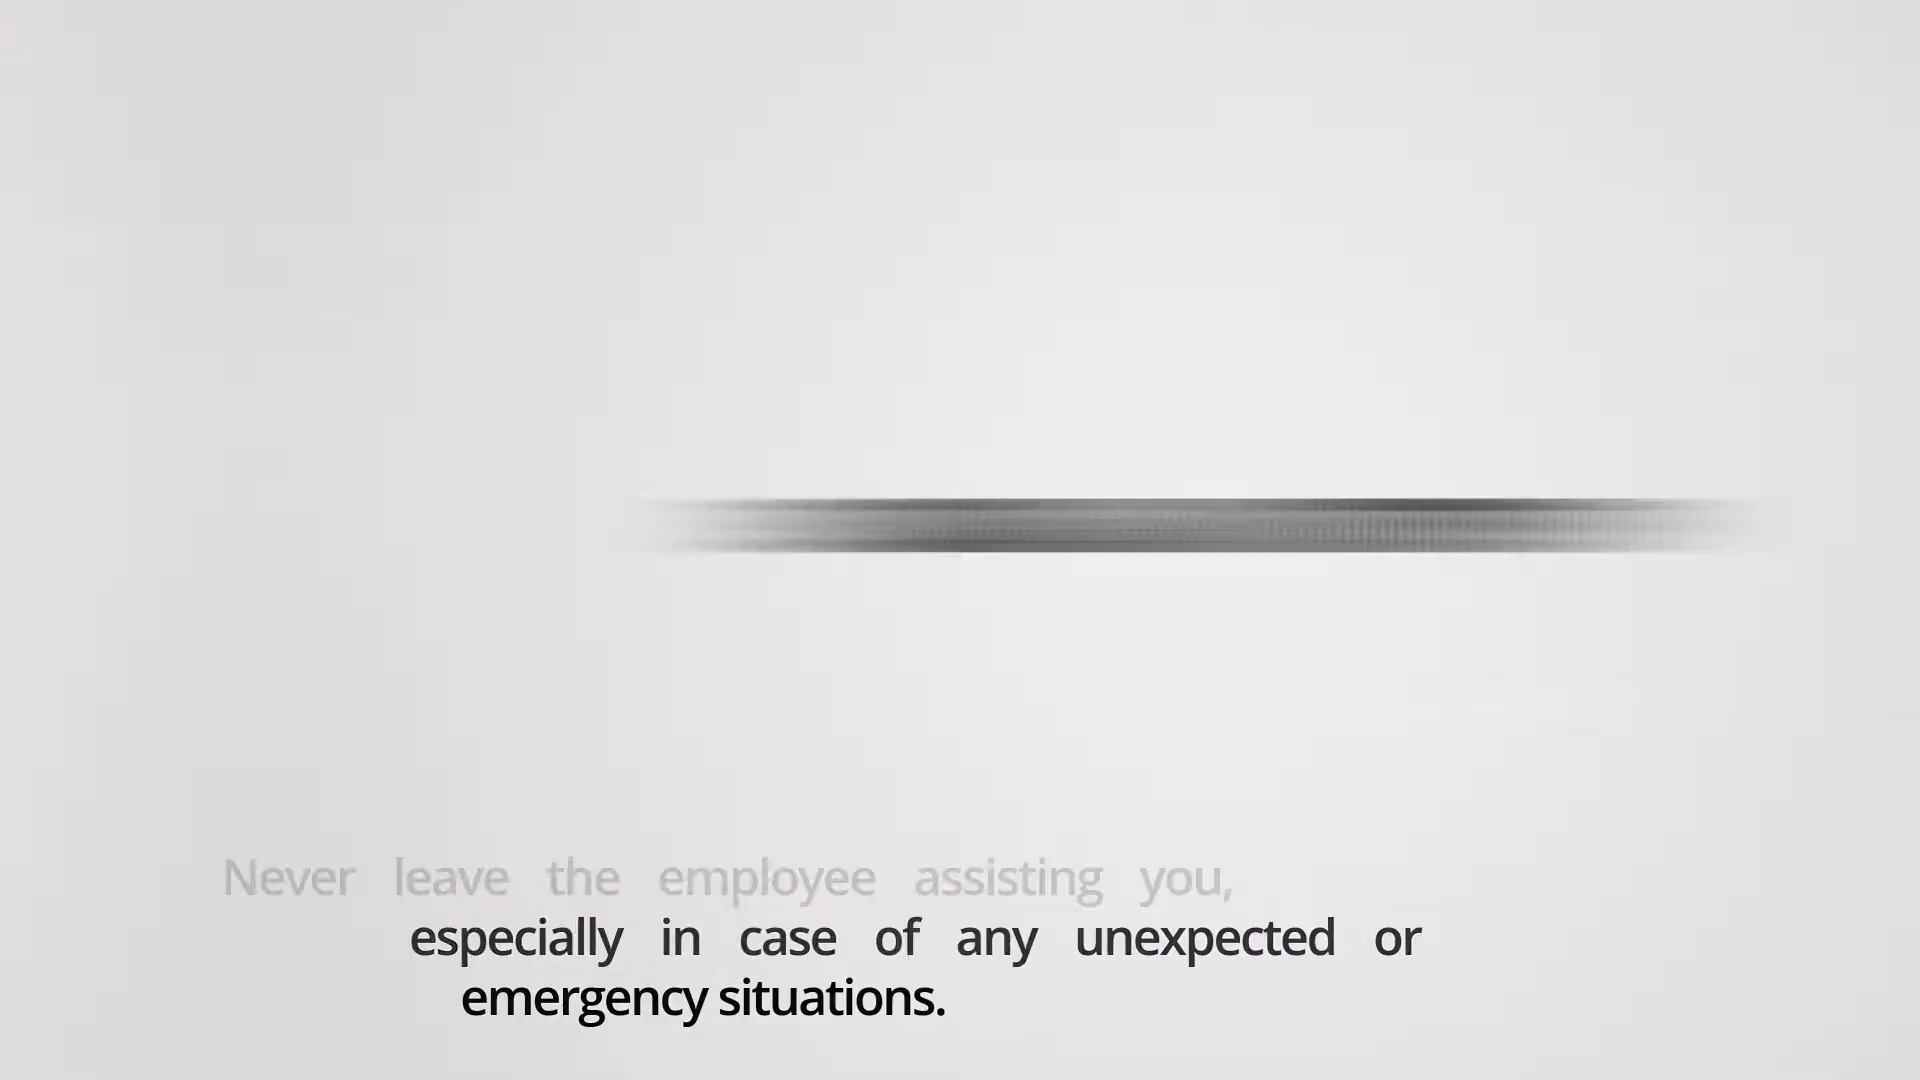 Never leave the employee assisting you,
especially in case of any unexpected or
emergency situations.